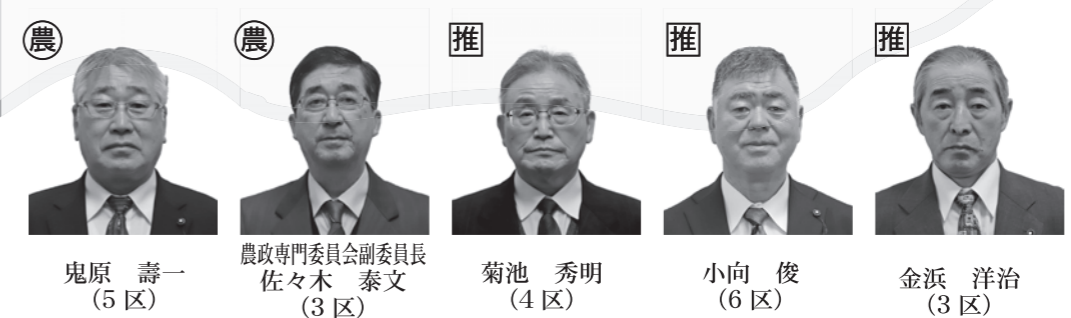 農 農 推 推 推
鬼原　壽一
（5 区）
農政専門委員会副委員長
佐々木　泰文
（3 区）
菊池　秀明
（4 区）
小向　俊
（6 区）
金浜　洋治
（3 区）